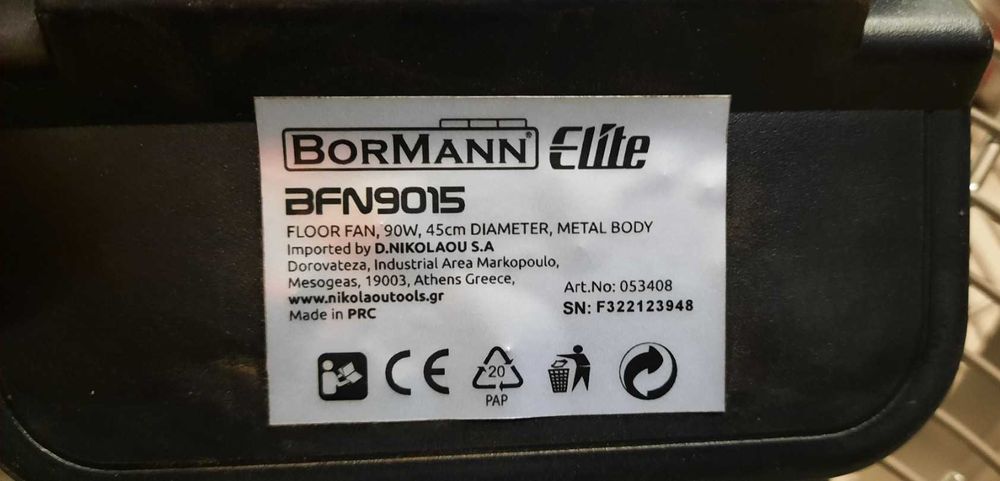 BORMANN® Elite
BFN9015
FLOOR FAN, 90W, 45cm DIAMETER, METAL BODY
Imported by D.NIKOLAOU S.A
Dorovateza, Industrial Area Markopoulo,
Mesogeas, 19003, Athens Greece,
www.nikolaoutools.gr
Made in PRC
Art.No: 053408
SN: F322123948
CE
20
PAP